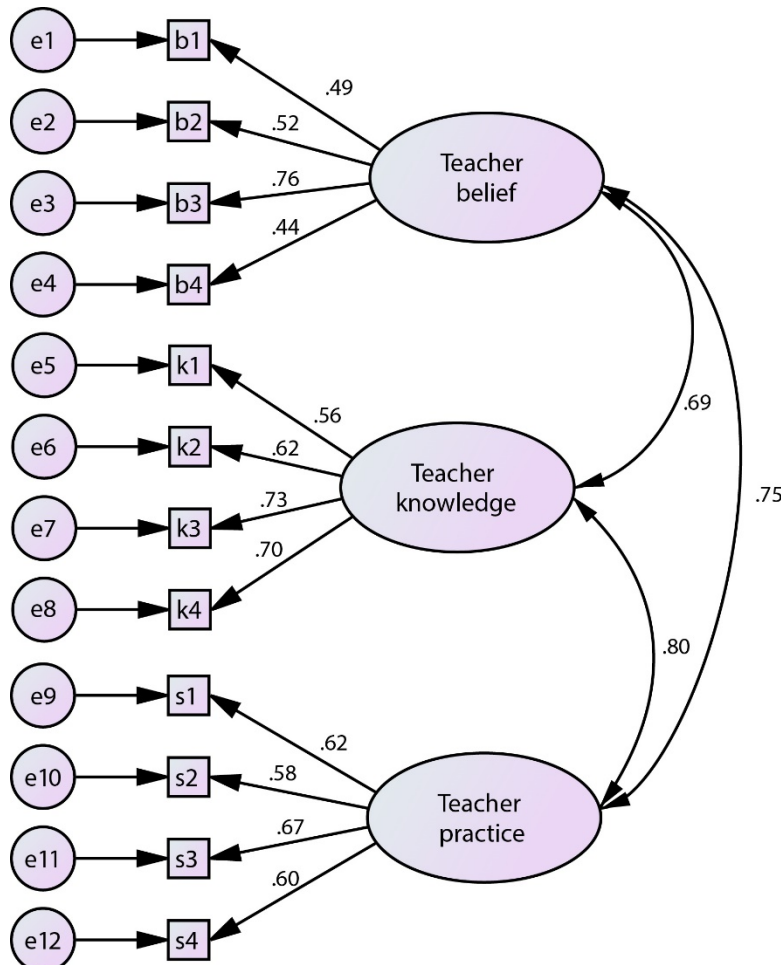 e1
b1
.49
e2
b2
.52
Teacher
belief
e3
b3
.76
e4
b4
.44
e5
k1
.56
.69
e6
k2
.62
Teacher
knowledge
e7
k3
.73
.75
e8
k4
.70
.80
e9
s1
.62
e10
s2
.58
Teacher
practice
e11
s3
.67
e12
s4
.60